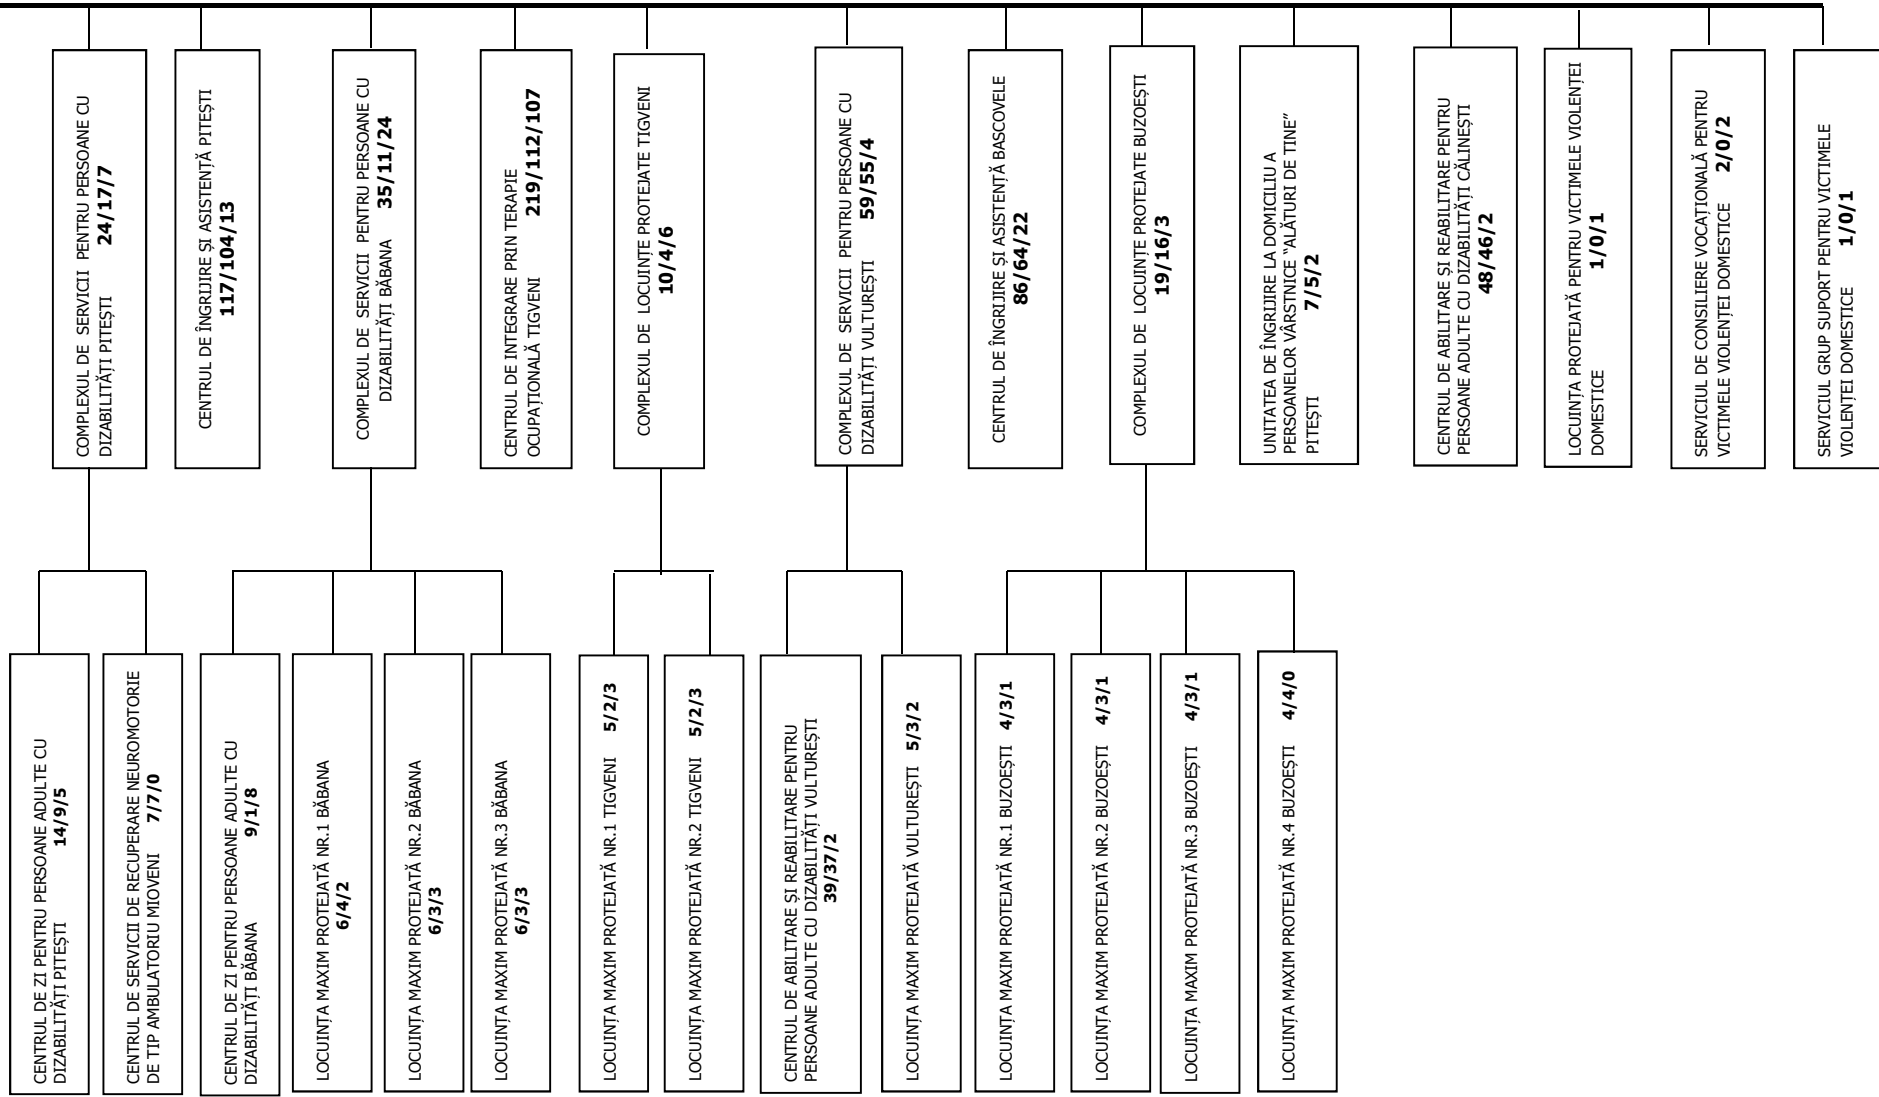 COMPLEXUL DE SERVICII PENTRU PERSOANE CU
DIZABILITĂȚI PITEȘTI 24/17/7
CENTRUL DE ÎNGRIJIRE ȘI ASISTENȚĂ PITEȘTI
117/104/13
COMPLEXUL DE SERVICII PENTRU PERSOANE CU
DIZABILITĂȚI BĂBANA 35/11/24
CENTRUL DE INTEGRARE PRIN TERAPIE
OCUPAȚIONALĂ TIGVENI 219/112/107
COMPLEXUL DE LOCUINȚE PROTEJATE TIGVENI
10/4/6
COMPLEXUL DE SERVICII PENTRU PERSOANE CU
DIZABILITĂȚI VULTUREȘTI 59/55/4
CENTRUL DE ÎNGRIJIRE ȘI ASISTENȚĂ BASCOVELE
86/64/22
COMPLEXUL DE LOCUINȚE PROTEJATE BUZOEȘTI
19/16/3
UNITATEA DE ÎNGRIJIRE LA DOMICILIU A
PERSOANELOR VÂRSTNICE “ALĂTURI DE TINE”
PITEȘTI 7/5/2
CENTRUL DE ABILITARE ȘI REABILITARE PENTRU
PERSOANE ADULTE CU DIZABILITĂȚI CĂLINEȘTI
48/46/2
LOCUINȚA PROTEJATĂ PENTRU VICTIMELE VIOLENȚEI
DOMESTICE 1/0/1
SERVICIUL DE CONSILIERE VOCAȚIONALĂ PENTRU
VICTIMELE VIOLENȚEI DOMESTICE 2/0/2
SERVICIUL GRUP SUPORT PENTRU VICTIMELE
VIOLENȚEI DOMESTICE 1/0/1
CENTRUL DE ZI PENTRU PERSOANE ADULTE CU
DIZABILITĂȚI PITEȘTI 14/9/5
CENTRUL DE SERVICII DE RECUPERARE NEUROMOTORIE
DE TIP AMBULATORIU MIOVENI 7/7/0
CENTRUL DE ZI PENTRU PERSOANE ADULTE CU
DIZABILITĂȚI BĂBANA 9/1/8
LOCUINȚA MAXIM PROTEJATĂ NR.1 BĂBANA
6/4/2
LOCUINȚA MAXIM PROTEJATĂ NR.2 BĂBANA
6/3/3
LOCUINȚA MAXIM PROTEJATĂ NR.3 BĂBANA
6/3/3
LOCUINȚA MAXIM PROTEJATĂ NR.1 TIGVENI 5/2/3
LOCUINȚA MAXIM PROTEJATĂ NR.2 TIGVENI 5/2/3
CENTRUL DE ABILITARE ȘI REABILITARE PENTRU
PERSOANE ADULTE CU DIZABILITĂȚI VULTUREȘTI
39/37/2
LOCUINȚA MAXIM PROTEJATĂ VULTUREȘTI 5/3/2
LOCUINȚA MAXIM PROTEJATĂ NR.1 BUZOEȘTI 4/3/1
LOCUINȚA MAXIM PROTEJATĂ NR.2 BUZOEȘTI 4/3/1
LOCUINȚA MAXIM PROTEJATĂ NR.3 BUZOEȘTI 4/3/1
LOCUINȚA MAXIM PROTEJATĂ NR.4 BUZOEȘTI 4/4/0